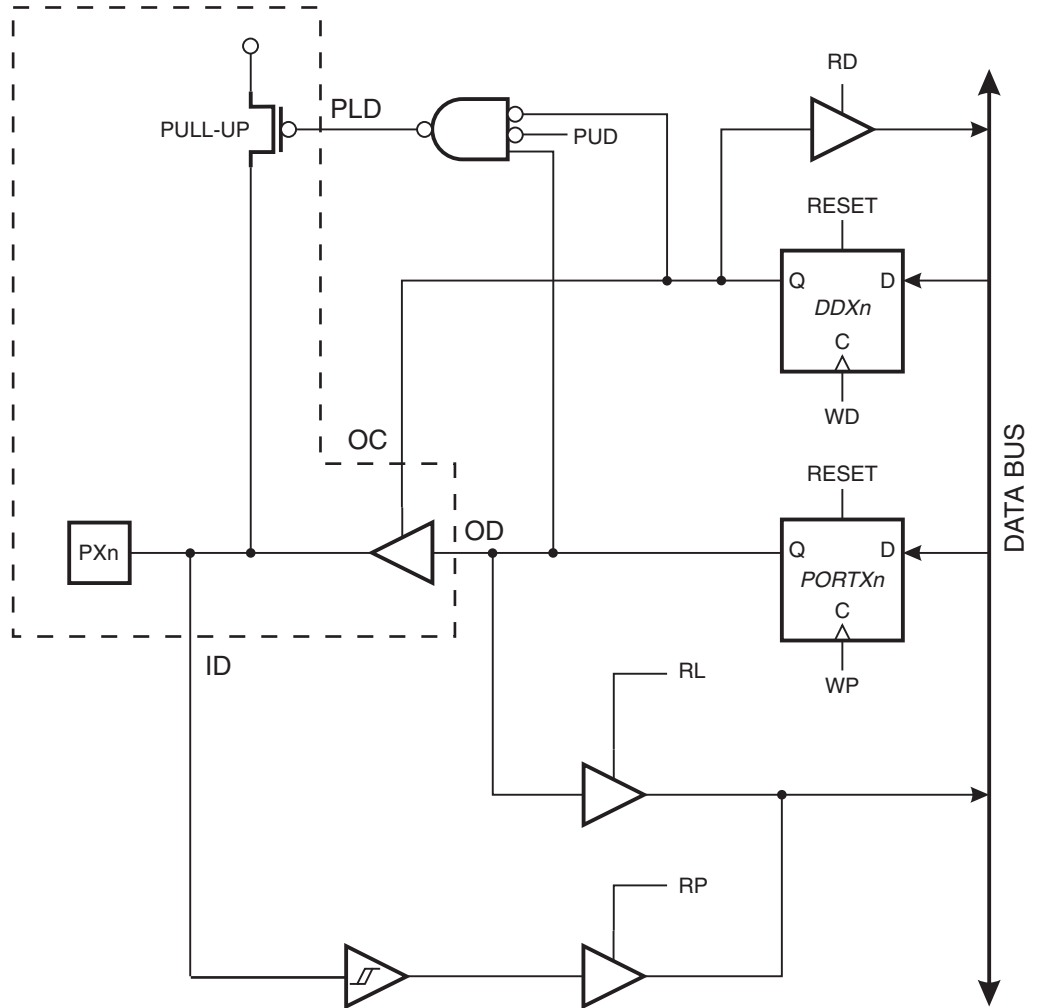 RD
PLD
PULL-UP
PUD
RESET
Q
D
DDXn
C
WD
OC
DATA BUS
RESET
OD
PXn
Q
D
PORTXn
C
ID
RL
WP
RP